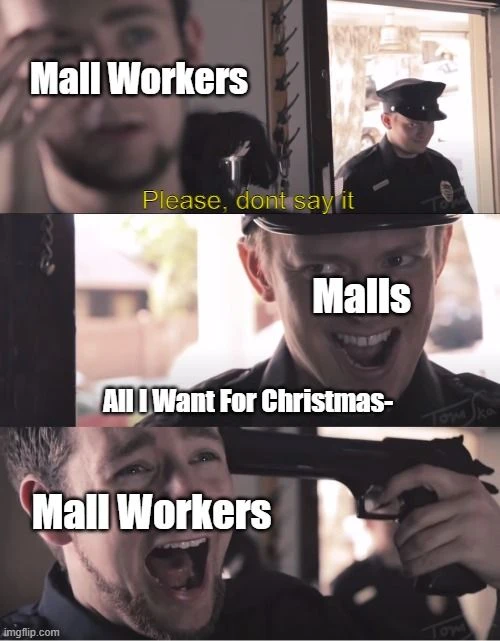 Mall Workers
Please, dont say it
Malls
All I Want For Christmas-
Mall Workers
imgflip.com